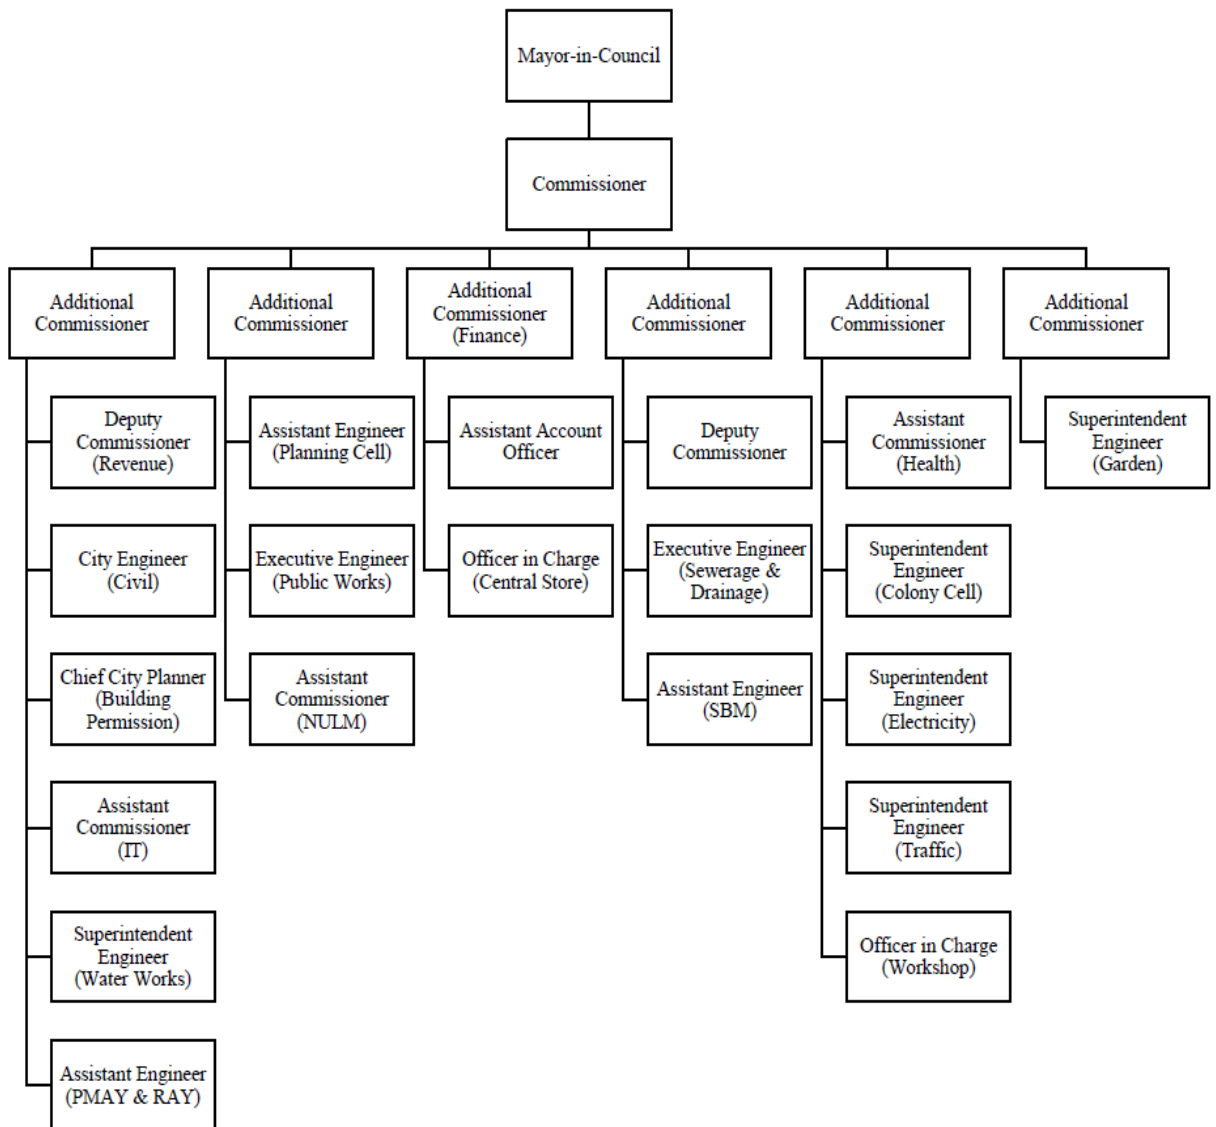 Mayor-in-Council
Commissioner
Additional
Commissioner
Additional
Commissioner
Additional
Commissioner
(Finance)
Additional
Commissioner
Additional
Commissioner
Additional
Commissioner
Deputy
Commissioner
(Revenue)
City Engineer
(Civil)
Chief City Planner
(Building
Permission)
Assistant
Commissioner
(IT)
Superintendent
Engineer
(Water Works)
Assistant Engineer
(PMAY & RAY)
Assistant Engineer
(Planning Cell)
Executive Engineer
(Public Works)
Assistant
Commissioner
(NULM)
Assistant Account
Officer
Officer in Charge
(Central Store)
Deputy
Commissioner
Executive Engineer
(Sewerage &
Drainage)
Assistant Engineer
(SBM)
Assistant
Commissioner
(Health)
Superintendent
Engineer
(Colony Cell)
Superintendent
Engineer
(Electricity)
Superintendent
Engineer
(Traffic)
Officer in Charge
(Workshop)
Superintendent
Engineer
(Garden)